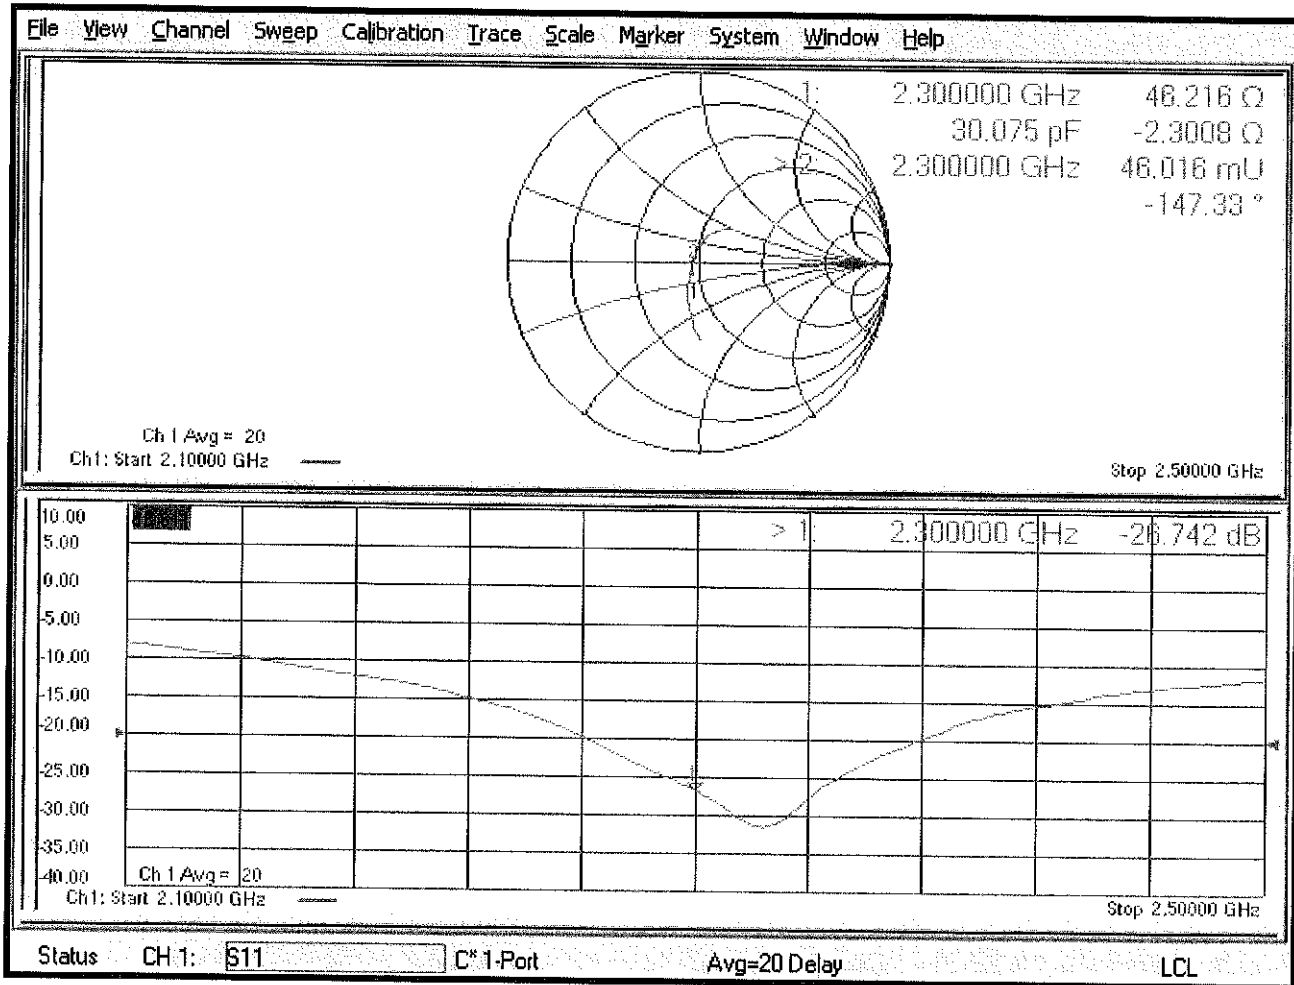 File View Channel Sweep Calibration Trace Scale Marker System Window Help
1: 2.300000 GHz 46.216 Ω
30.075 pF -2.3008 Ω
> 2: 2.300000 GHz 46.016 mU
-147.33 °
Ch 1 Avg = 20
Ch1: Start 2.10000 GHz
Stop 2.50000 GHz
10.00
> 1: 2.300000 GHz -26.742 dB
5.00
0.00
-5.00
-10.00
-15.00
-20.00
-25.00
-30.00
-35.00
-40.00
Ch 1 Avg = 20
Ch1: Start 2.10000 GHz
Stop 2.50000 GHz
Status CH 1: S11 C* 1-Port Avg=20 Delay LCL